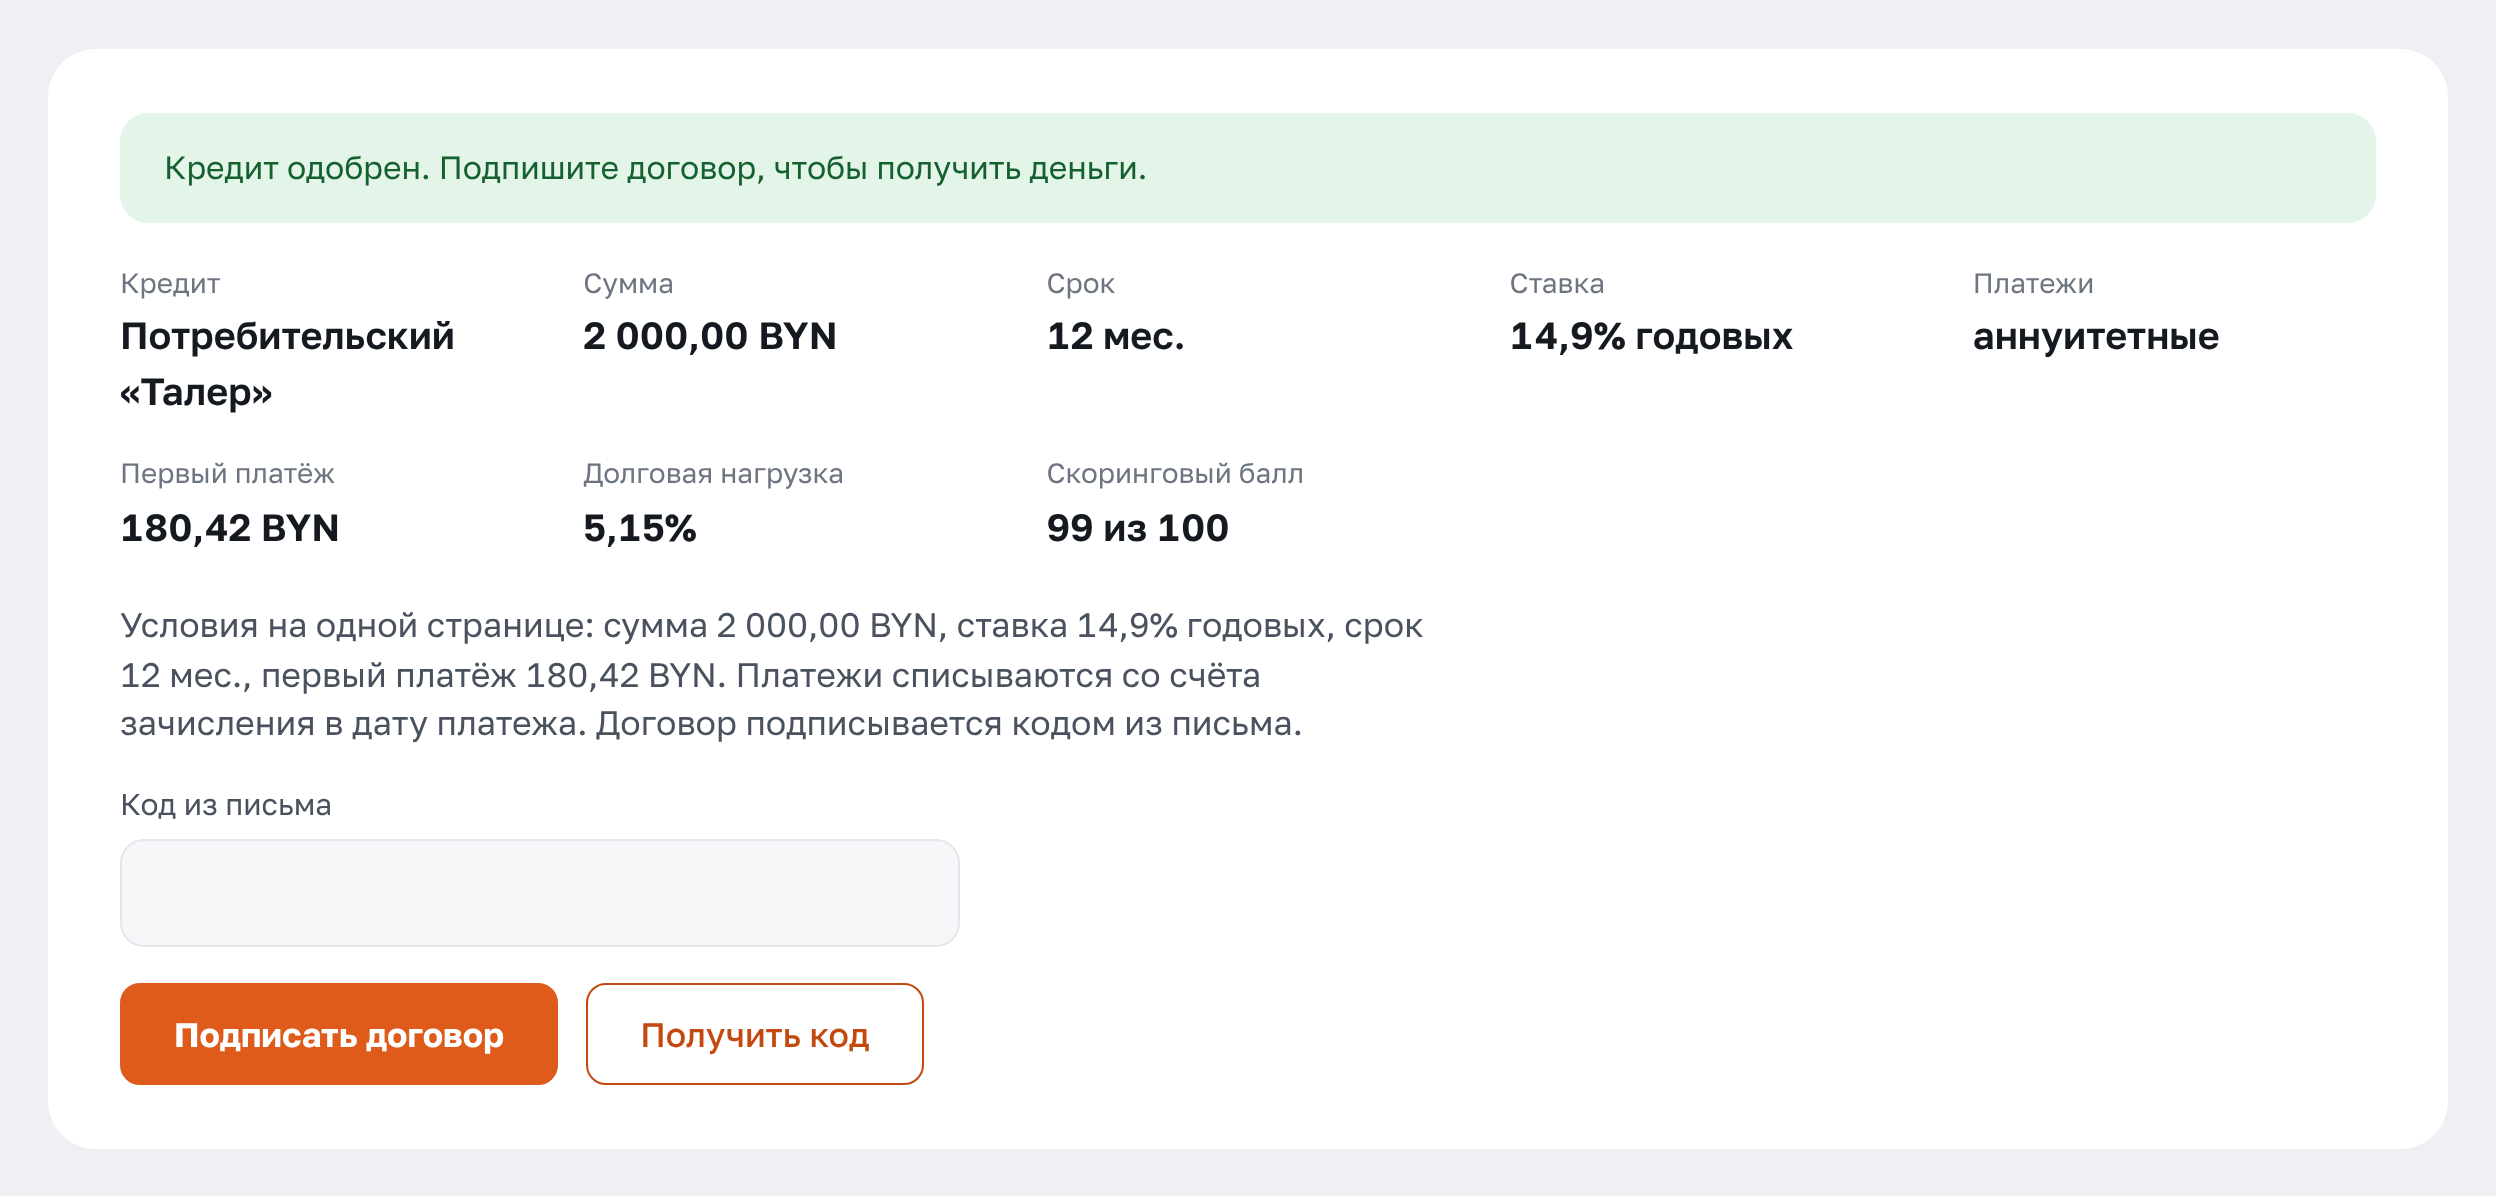 Кредит одобрен. Подпишите договор, чтобы получить деньги.
Кредит
Потребительский
«Талер»
Сумма
2 000,00 BYN
Срок
12 мес.
Ставка
14,9% годовых
Платежи
аннуитетные
Первый платёж
180,42 BYN
Долговая нагрузка
5,15%
Скоринговый балл
99 из 100
Условия на одной странице: сумма 2 000,00 BYN, ставка 14,9% годовых, срок
12 мес., первый платёж 180,42 BYN. Платежи списываются со счёта
зачисления в дату платежа. Договор подписывается кодом из письма.
Код из письма
Подписать договор
Получить код